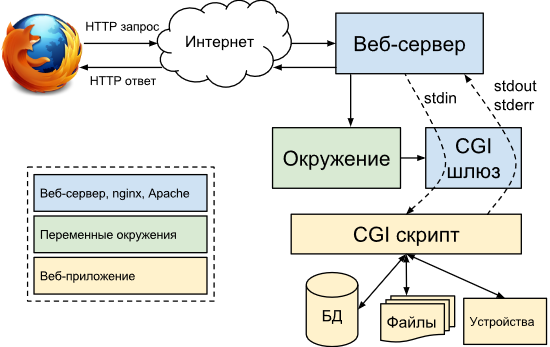 HTTP запрос
Интернет
HTTP ответ
Веб-сервер
stdin
stdout
stderr
Окружение
CGI
шлюз
Веб-сервер, nginx, Apache
Переменные окружения
Веб-приложение
CGI скрипт
БД
Файлы
Устройства